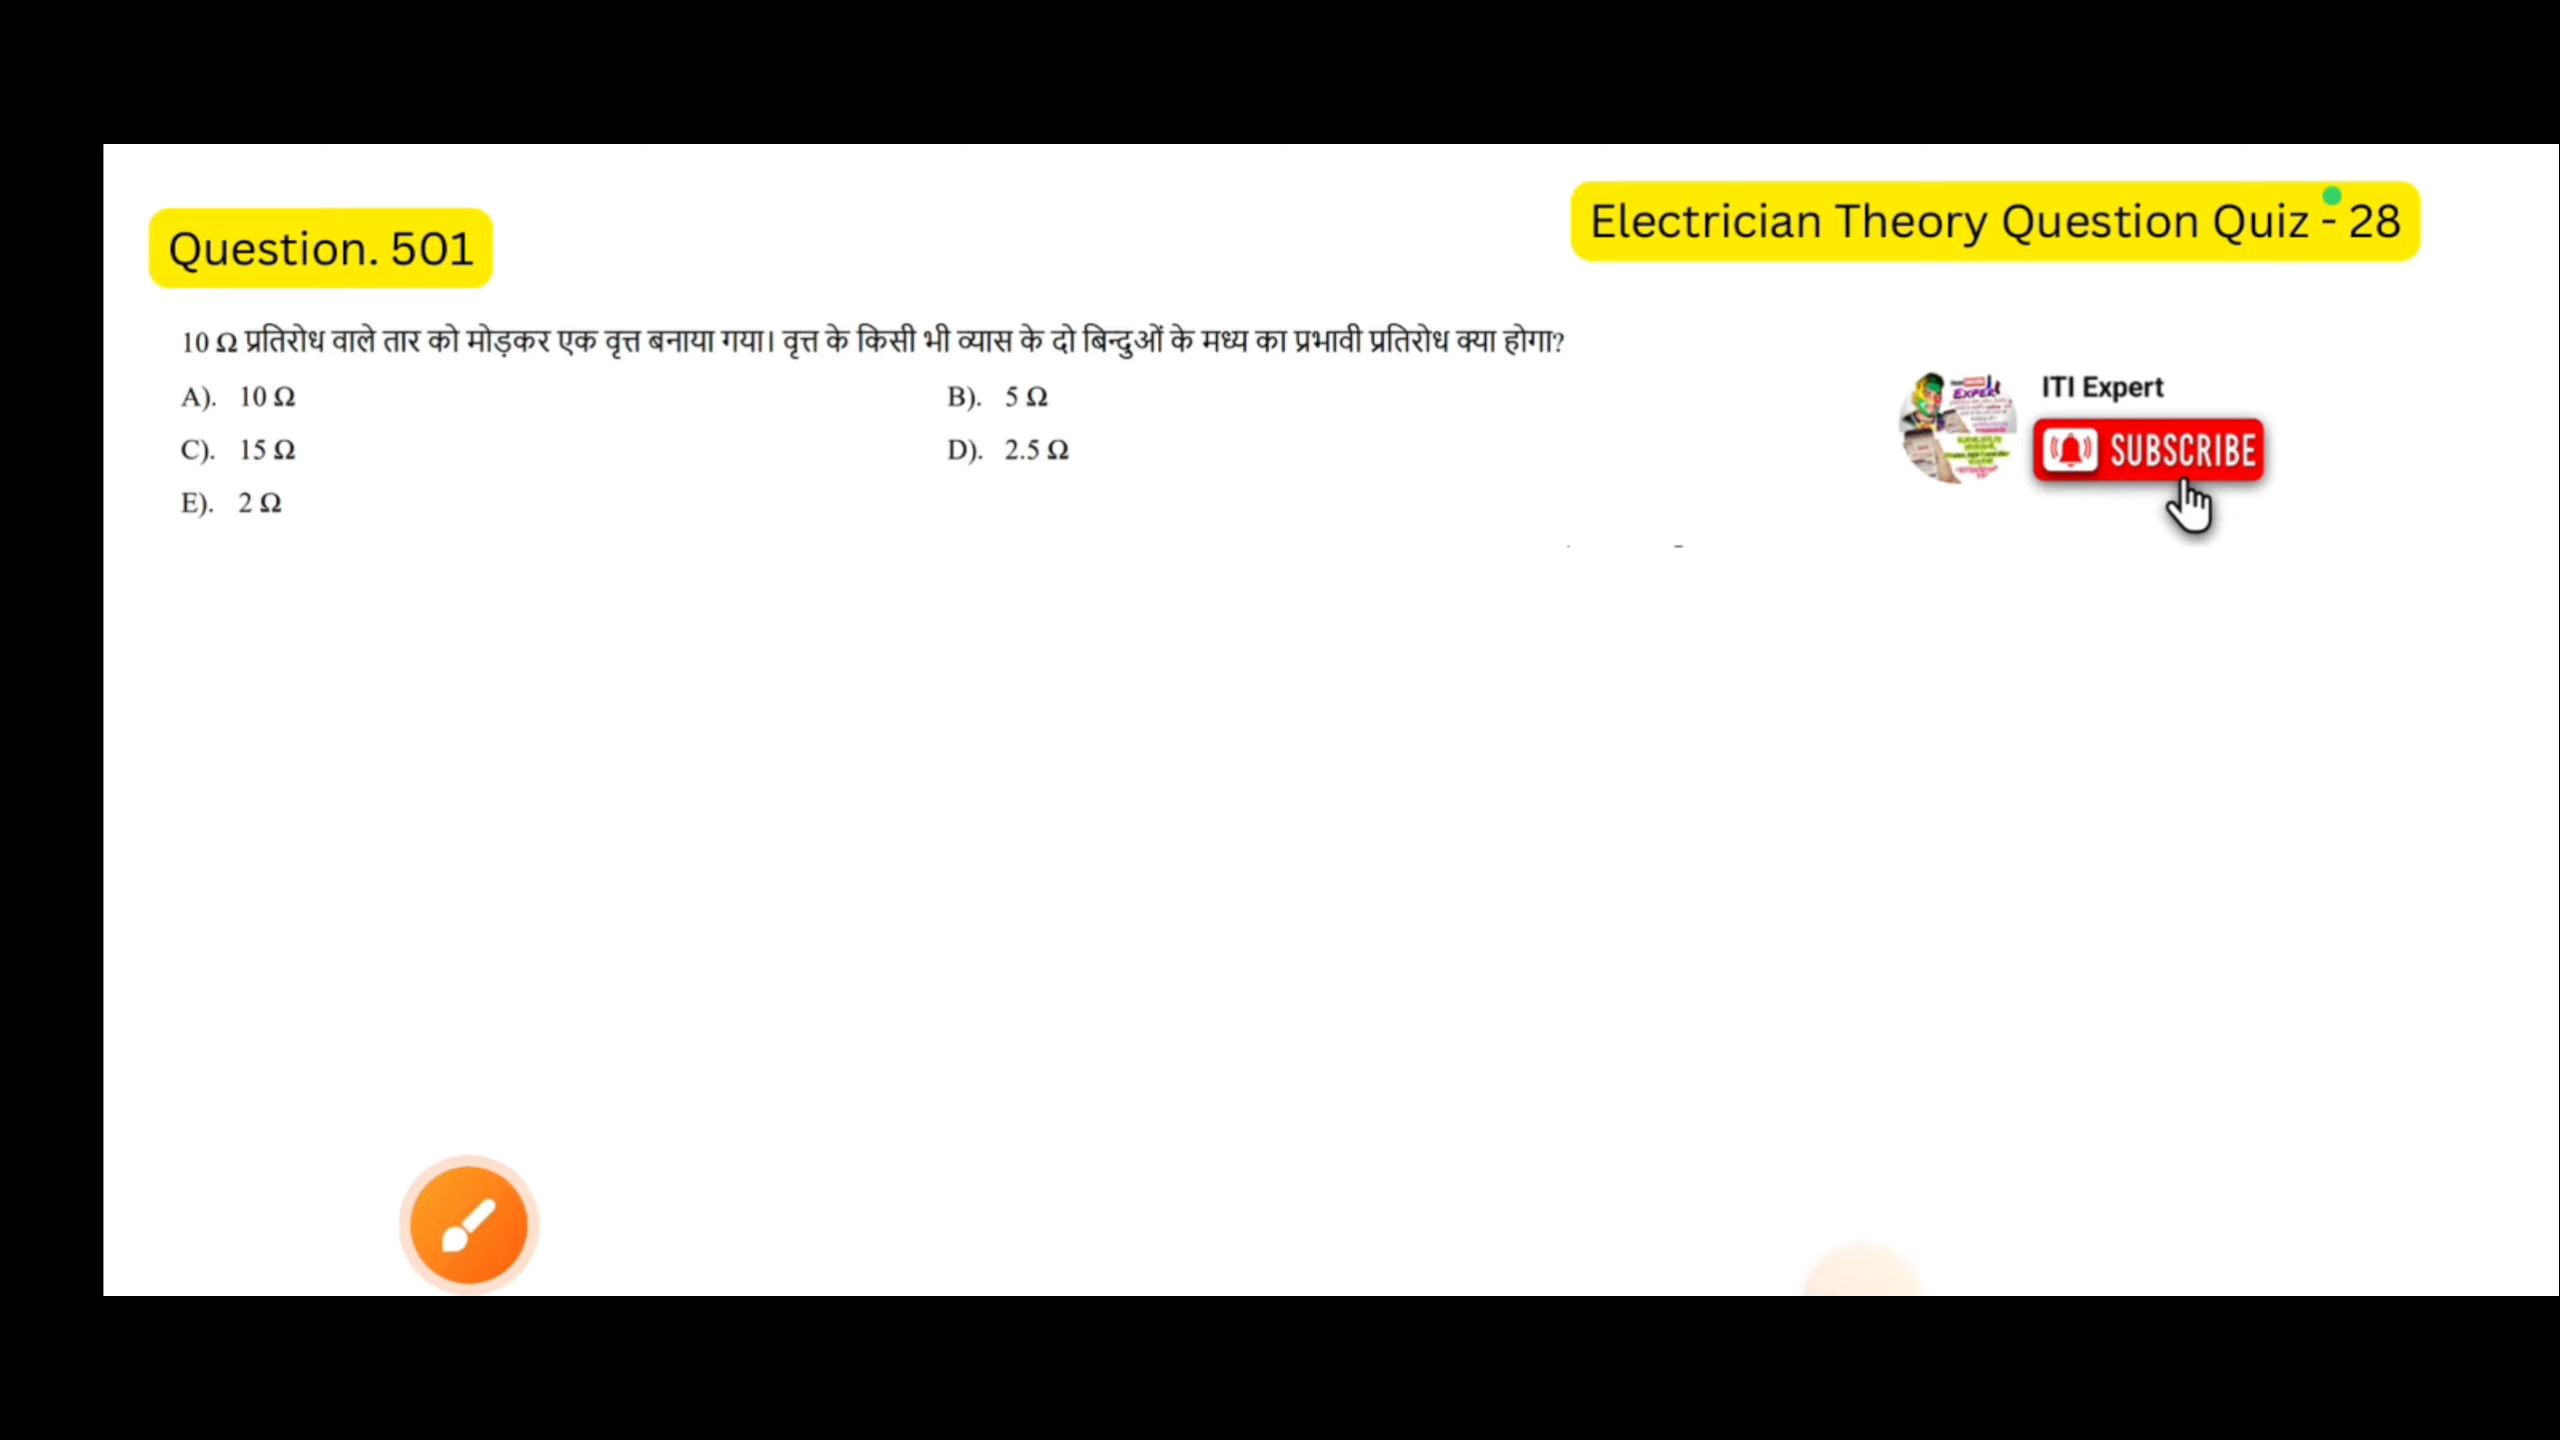 Electrician Theory Question Quiz - 28
Question. 501
10 Ω प्रतिरोध वाले तार को मोड़कर एक वृत्त बनाया गया। वृत्त के किसी भी व्यास के दो बिन्दुओं के मध्य का प्रभावी प्रतिरोध क्या होगा?
A). 10 Ω
B). 5 Ω
C). 15 Ω
D). 2.5 Ω
E). 2 Ω
EXPERT
ITI Expert
SUBSCRIBE